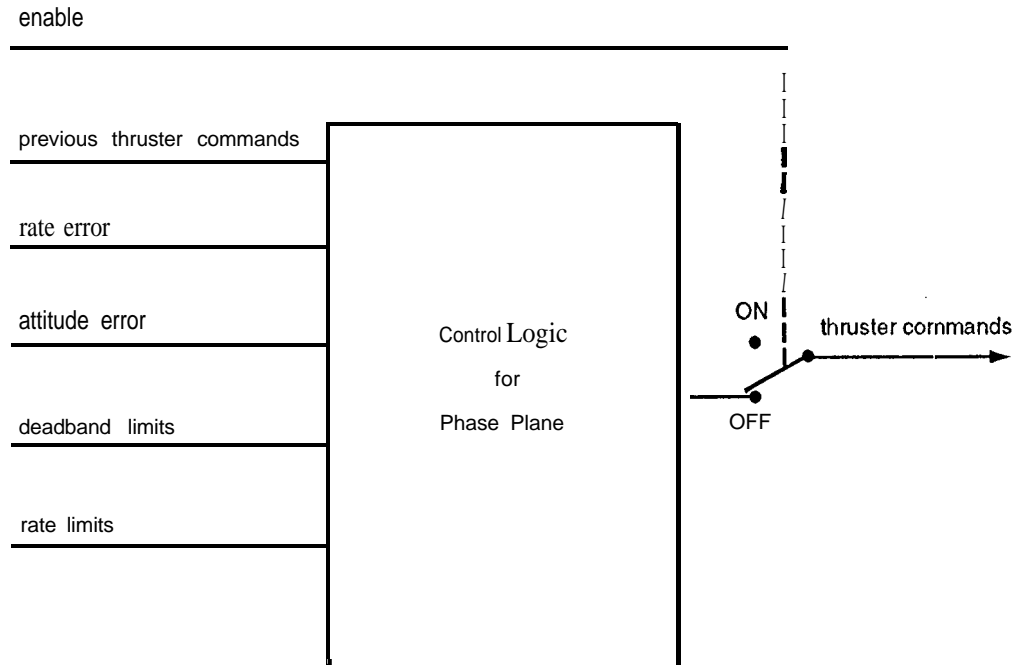 enable
previous thruster commands
rate error
attitude error
deadband limits
rate limits
Control Logic
for
Phase Plane
ON
OFF
thruster commands